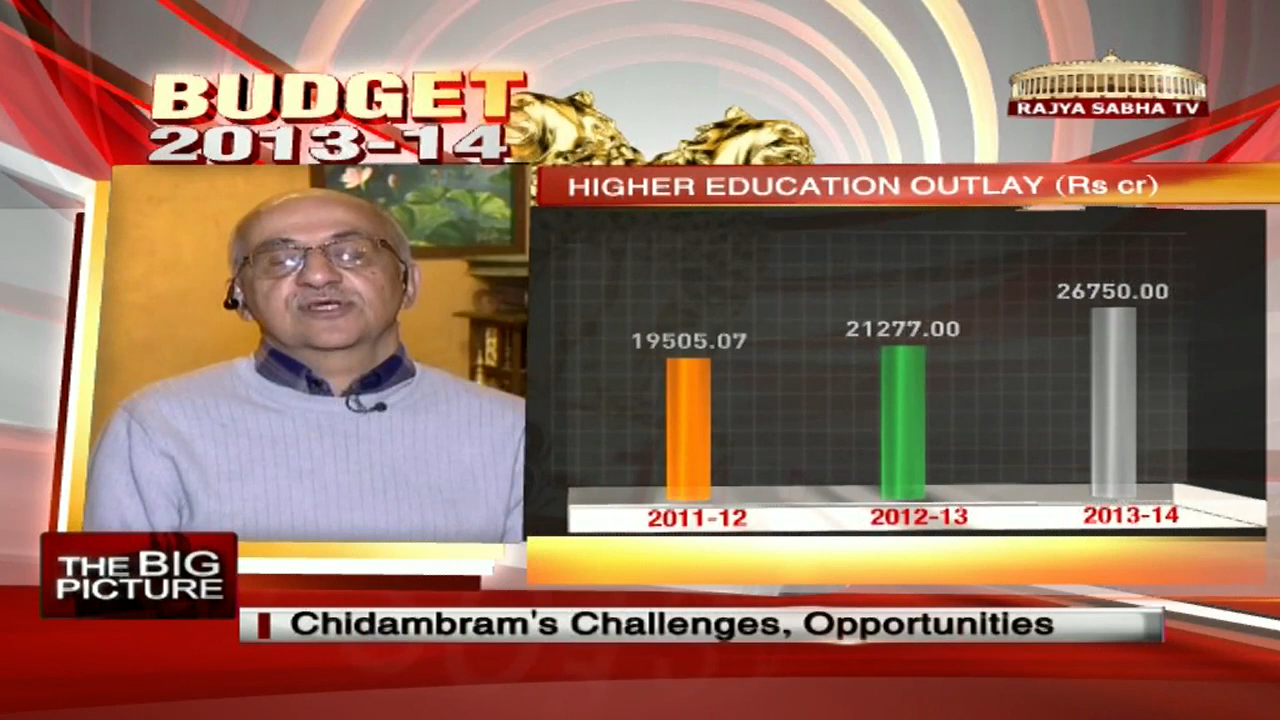 BUDGET
2013-14
RAJYA SABHA TV
HIGHER EDUCATION OUTLAY (Rs cr)
19505.07
21277.00
26750.00
2011-12
2012-13
2013-14
THE BIG
PICTURE
Chidambram's Challenges, Opportunities